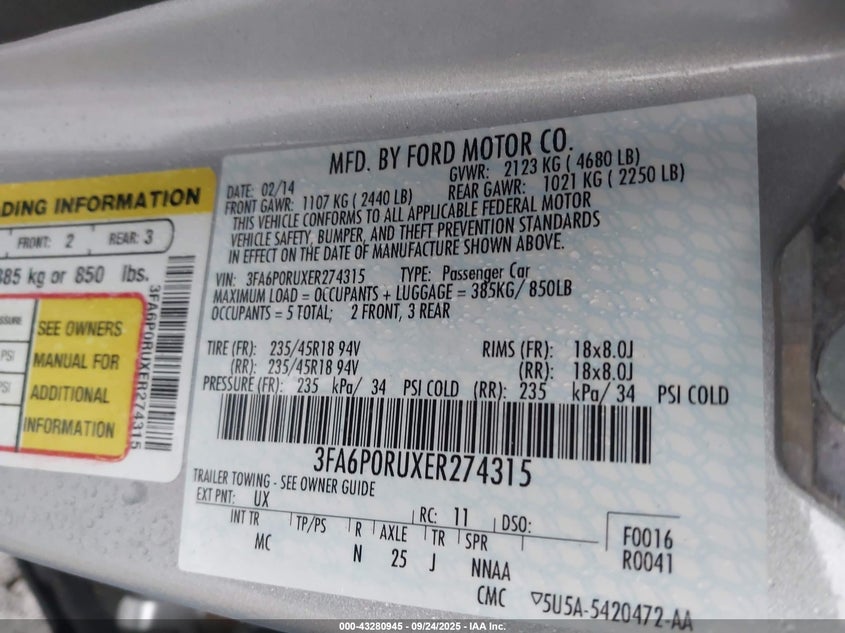 ADING INFORMATION
FRONT: 2 REAR: 3
385 kg or 850 lbs.
SEE OWNERS
MANUAL FOR
ADDITIONAL
INFORMATION
PSI
PSI
3FA6P0RUXER274315
MFD. BY FORD MOTOR CO.
DATE: 02/14 GVWR: 2123 KG ( 4680 LB)
FRONT GAWR: 1107 KG ( 2440 LB) REAR GAWR: 1021 KG ( 2250 LB)
THIS VEHICLE CONFORMS TO ALL APPLICABLE FEDERAL MOTOR
VEHICLE SAFETY, BUMPER, AND THEFT PREVENTION STANDARDS
IN EFFECT ON THE DATE OF MANUFACTURE SHOWN ABOVE.
VIN: 3FA6P0RUXER274315 TYPE: Passenger Car
MAXIMUM LOAD = OCCUPANTS + LUGGAGE = 385KG/ 850LB
OCCUPANTS = 5 TOTAL; 2 FRONT, 3 REAR
TIRE (FR): 235/45R18 94V RIMS (FR): 18x8.0J
(RR): 235/45R18 94V (RR): 18x8.0J
PRESSURE (FR): 235 kPa/ 34 PSI COLD (RR): 235 kPa/ 34 PSI COLD
3FA6P0RUXER274315
TRAILER TOWING - SEE OWNER GUIDE
EXT PNT: UX RC: 11 DSO:
INT TR TP/PS R AXLE TR SPR F0016
MC N 25 J NNAA R0041
CMC ▽5U5A-5420472-AA
000-43280945 - 09/24/2025 - IAA Inc.